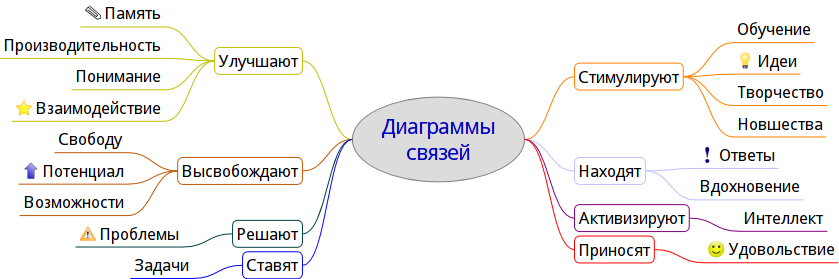 Диаграммы
связей
Улучшают
Память
Производительность
Понимание
Взаимодействие
Высвобождают
Свободу
Потенциал
Возможности
Решают
Проблемы
Ставят
Задачи
Стимулируют
Обучение
Идеи
Творчество
Новшества
Находят
Ответы
Вдохновение
Активизируют
Интеллект
Приносят
Удовольствие